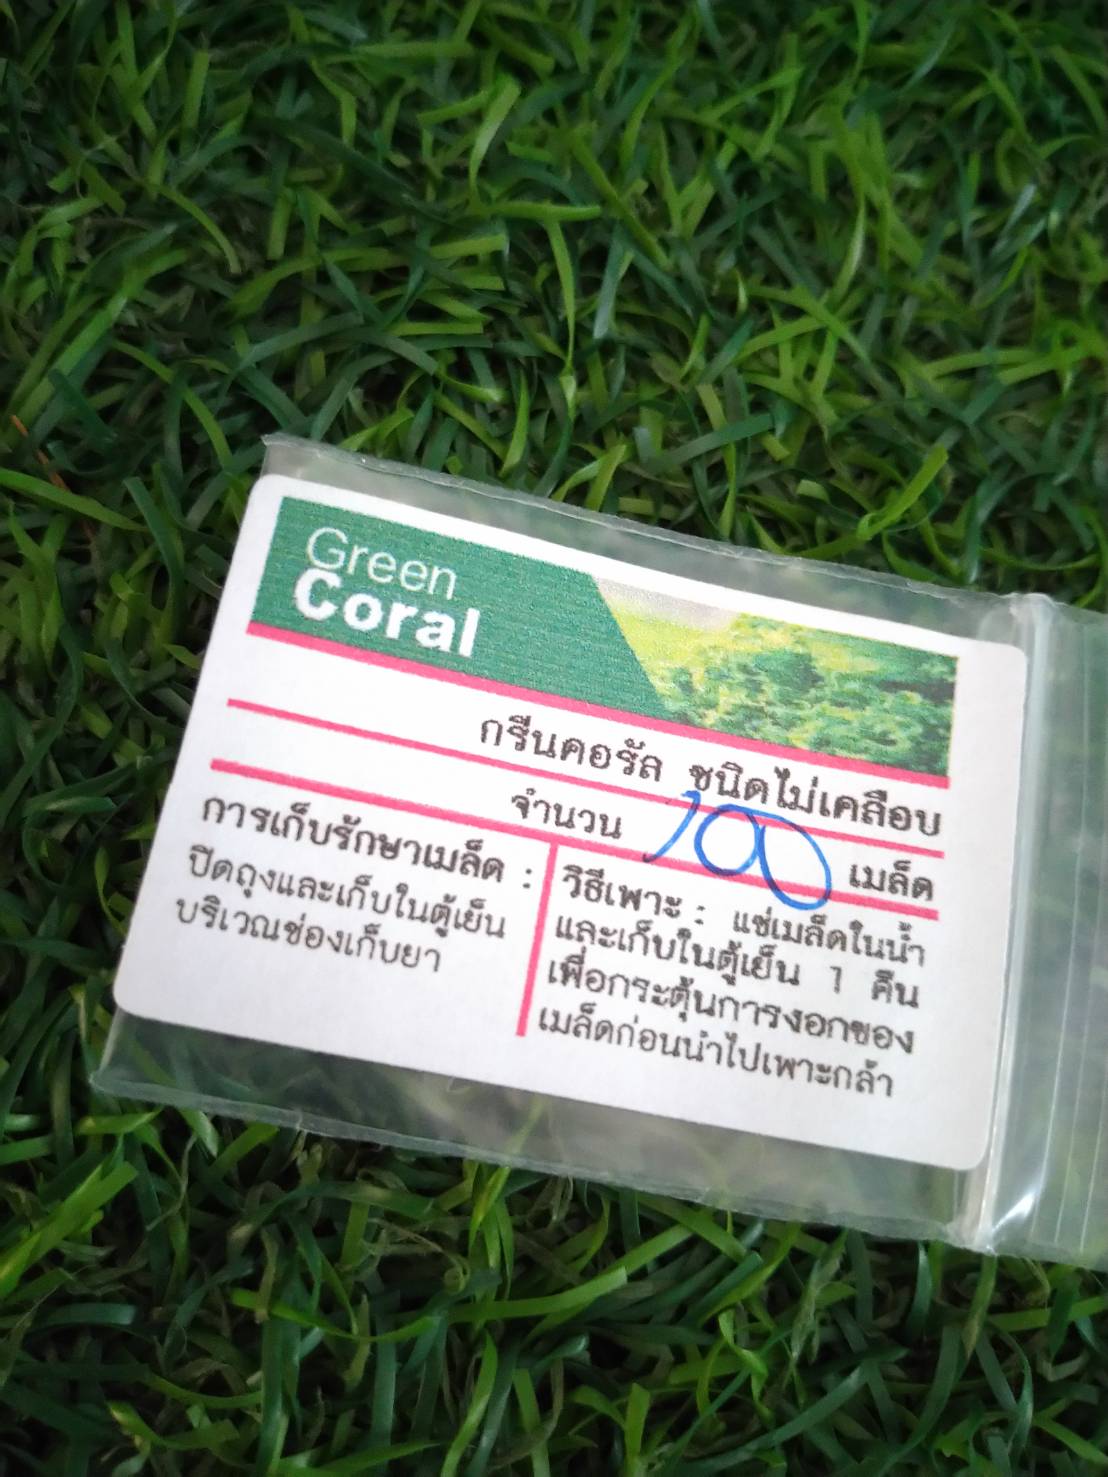 Green
Coral
กรีนคอรัล ชนิดไม่เคลือบ
จำนวน 100 เมล็ด
การเก็บรักษาเมล็ด :
ปิดถุงและเก็บในตู้เย็น
บริเวณช่องเก็บยา
วิธีเพาะ : แช่เมล็ดในน้ำ
และเก็บในตู้เย็น 1 คืน
เพื่อกระตุ้นการงอกของ
เมล็ดก่อนนำไปเพาะกล้า